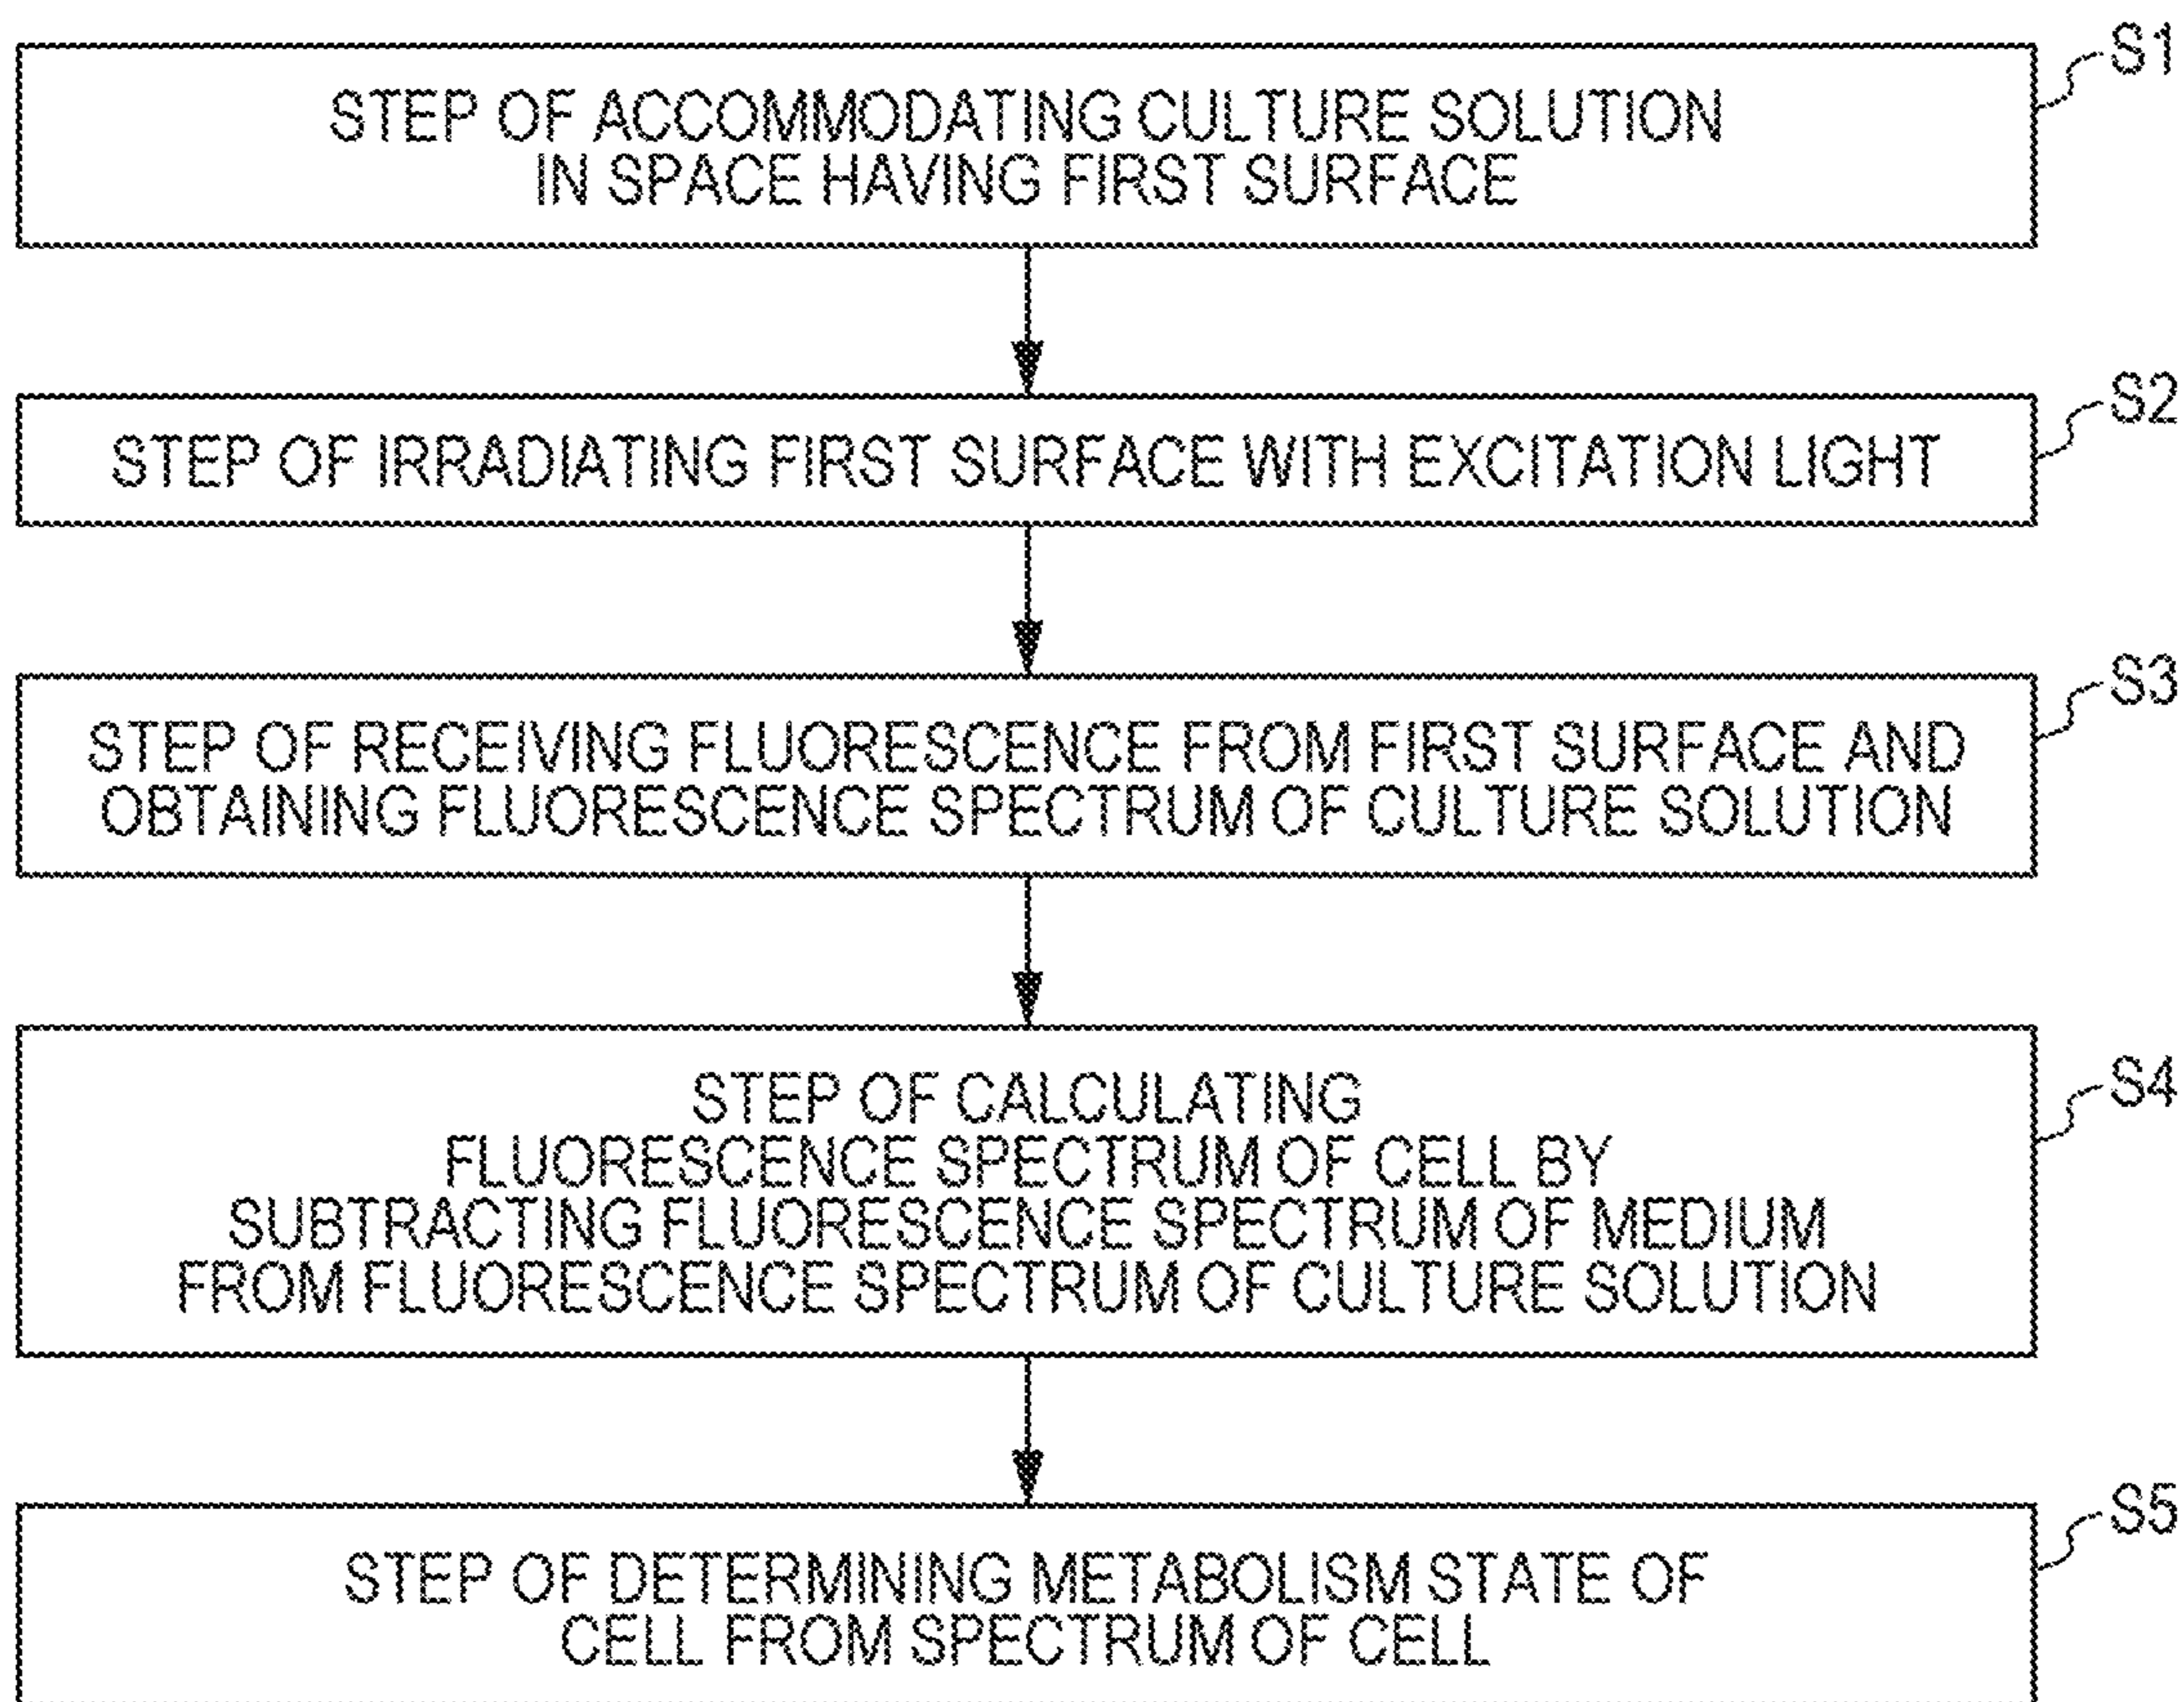 S1
STEP OF ACCOMMODATING CULTURE SOLUTION
IN SPACE HAVING FIRST SURFACE
S2
STEP OF IRRADIATING FIRST SURFACE WITH EXCITATION LIGHT
S3
STEP OF RECEIVING FLUORESCENCE FROM FIRST SURFACE AND
OBTAINING FLUORESCENCE SPECTRUM OF CULTURE SOLUTION
S4
STEP OF CALCULATING
FLUORESCENCE SPECTRUM OF CELL BY
SUBTRACTING FLUORESCENCE SPECTRUM OF MEDIUM
FROM FLUORESCENCE SPECTRUM OF CULTURE SOLUTION
S5
STEP OF DETERMINING METABOLISM STATE OF
CELL FROM SPECTRUM OF CELL